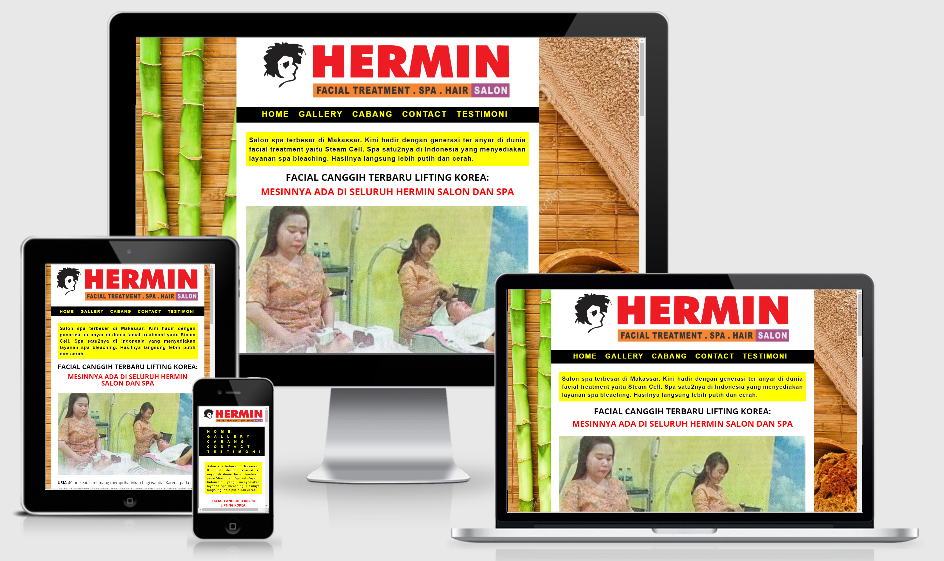 HERMIN
FACIAL TREATMENT . SPA . HAIR SALON
HOME GALLERY CABANG CONTACT TESTIMONI
Salon spa terbesar di Makassar. Kini hadir dengan generasi ter anyar di dunia
facial treatment yaitu Steam Cell. Spa satu2nya di Indonesia yang menyediakan
layanan spa bleaching. Hasilnya langsung lebih putih dan cerah.
FACIAL CANGGIH TERBARU LIFTING KOREA:
MESINNYA ADA DI SELURUH HERMIN SALON DAN SPA
HERMIN
FACIAL TREATMENT . SPA . HAIR SALON
HOME GALLERY CABANG CONTACT TESTIMONI
Salon spa terbesar di Makassar. Kini hadir dengan
generasi ter anyar di dunia facial treatment yaitu Steam
Cell. Spa satu2nya di Indonesia yang menyediakan
layanan spa bleaching. Hasilnya langsung lebih putih
dan cerah.
FACIAL CANGGIH TERBARU LIFTING KOREA:
MESINNYA ADA DI SELURUH HERMIN
SALON DAN SPA
HERMIN
HOME
GALLERY
CABANG
CONTACT
TESTIMONI
HERMIN
FACIAL TREATMENT . SPA . HAIR SALON
HOME GALLERY CABANG CONTACT TESTIMONI
Salon spa terbesar di Makassar. Kini hadir dengan generasi ter anyar di dunia
facial treatment yaitu Steam Cell. Spa satu2nya di Indonesia yang menyediakan
layanan spa bleaching. Hasilnya langsung lebih putih dan cerah.
FACIAL CANGGIH TERBARU LIFTING KOREA:
MESINNYA ADA DI SELURUH HERMIN SALON DAN SPA